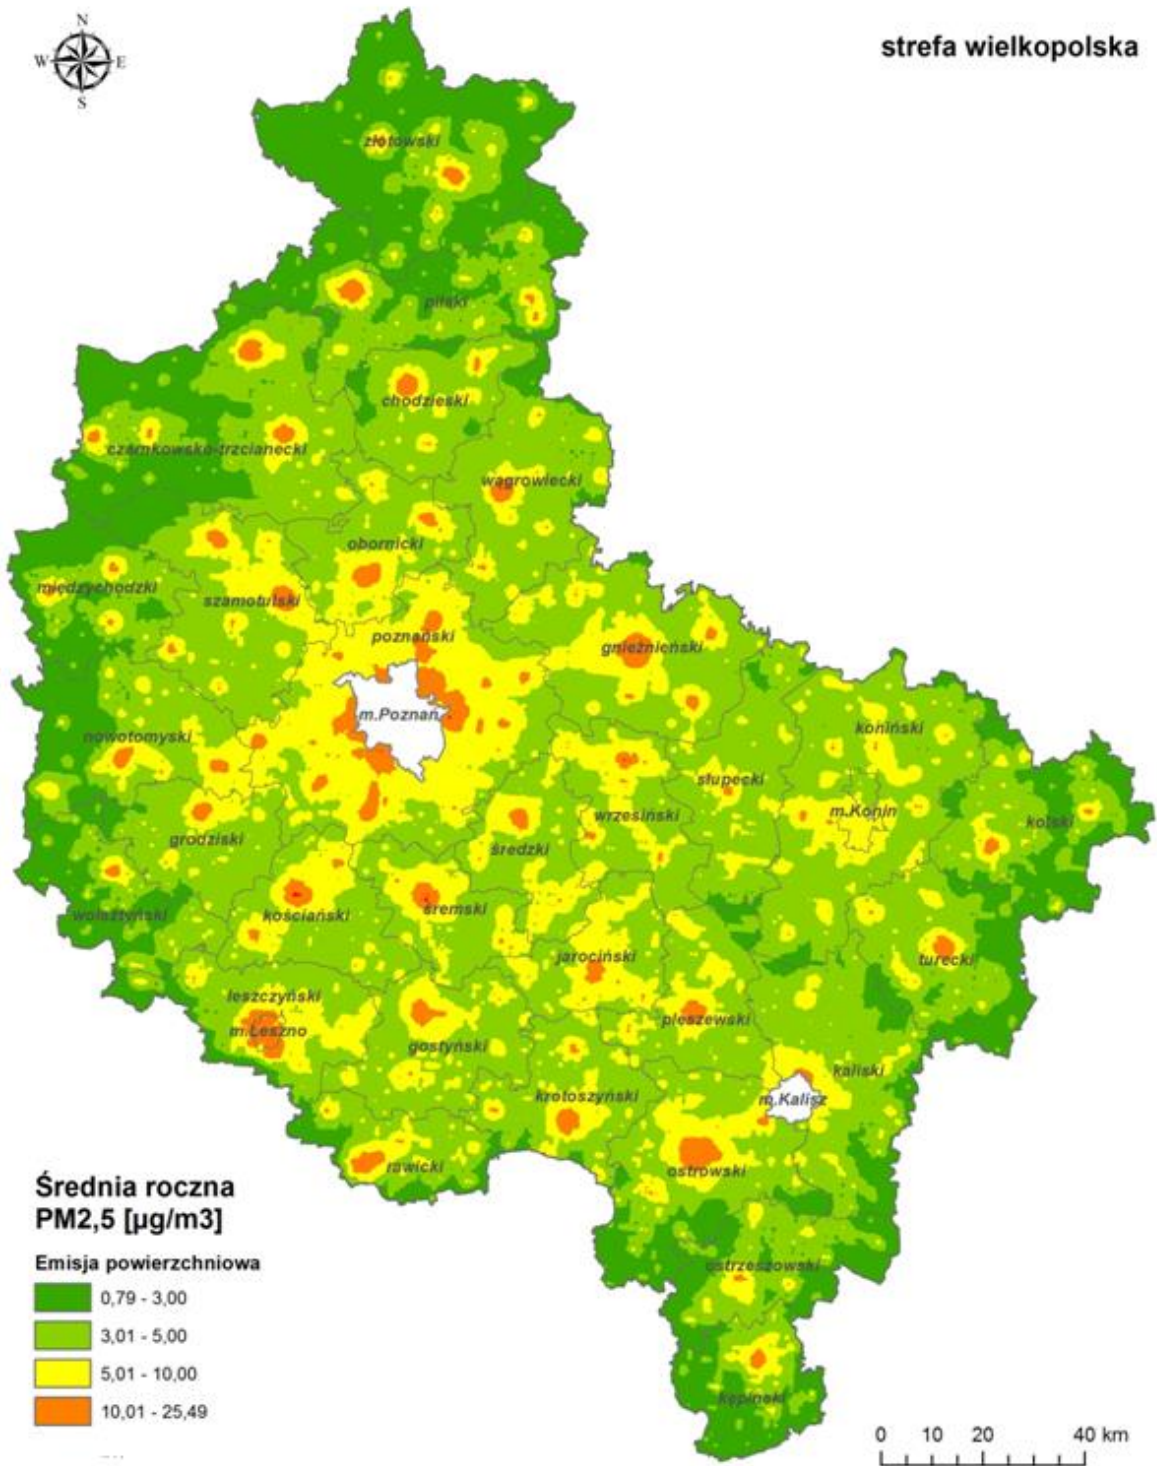 N
W E
S
strefa wielkopolska
złotowski
pilski
chodzieski
czarnkowsko-trzcianecki
wągrowiecki
obornicki
międzychodzki
szamotulski
poznański
gnieźnieński
m.Poznań
koniński
nowotomyski
słupecki
wrzesiński
m.Konin
kolski
grodziski
średzki
wolsztyński
kościański
śremski
jarociński
turecki
leszczyński
pleszewski
m.Leszno
gostyński
kaliski
krotoszyński
m.Kalisz
rawicki
ostrowski
Średnia roczna
PM2,5 [µg/m3]
Emisja powierzchniowa
ostrzeszowski
0,79 - 3,00
3,01 - 5,00
5,01 - 10,00
kępiński
10,01 - 25,49
0 10 20 40 km